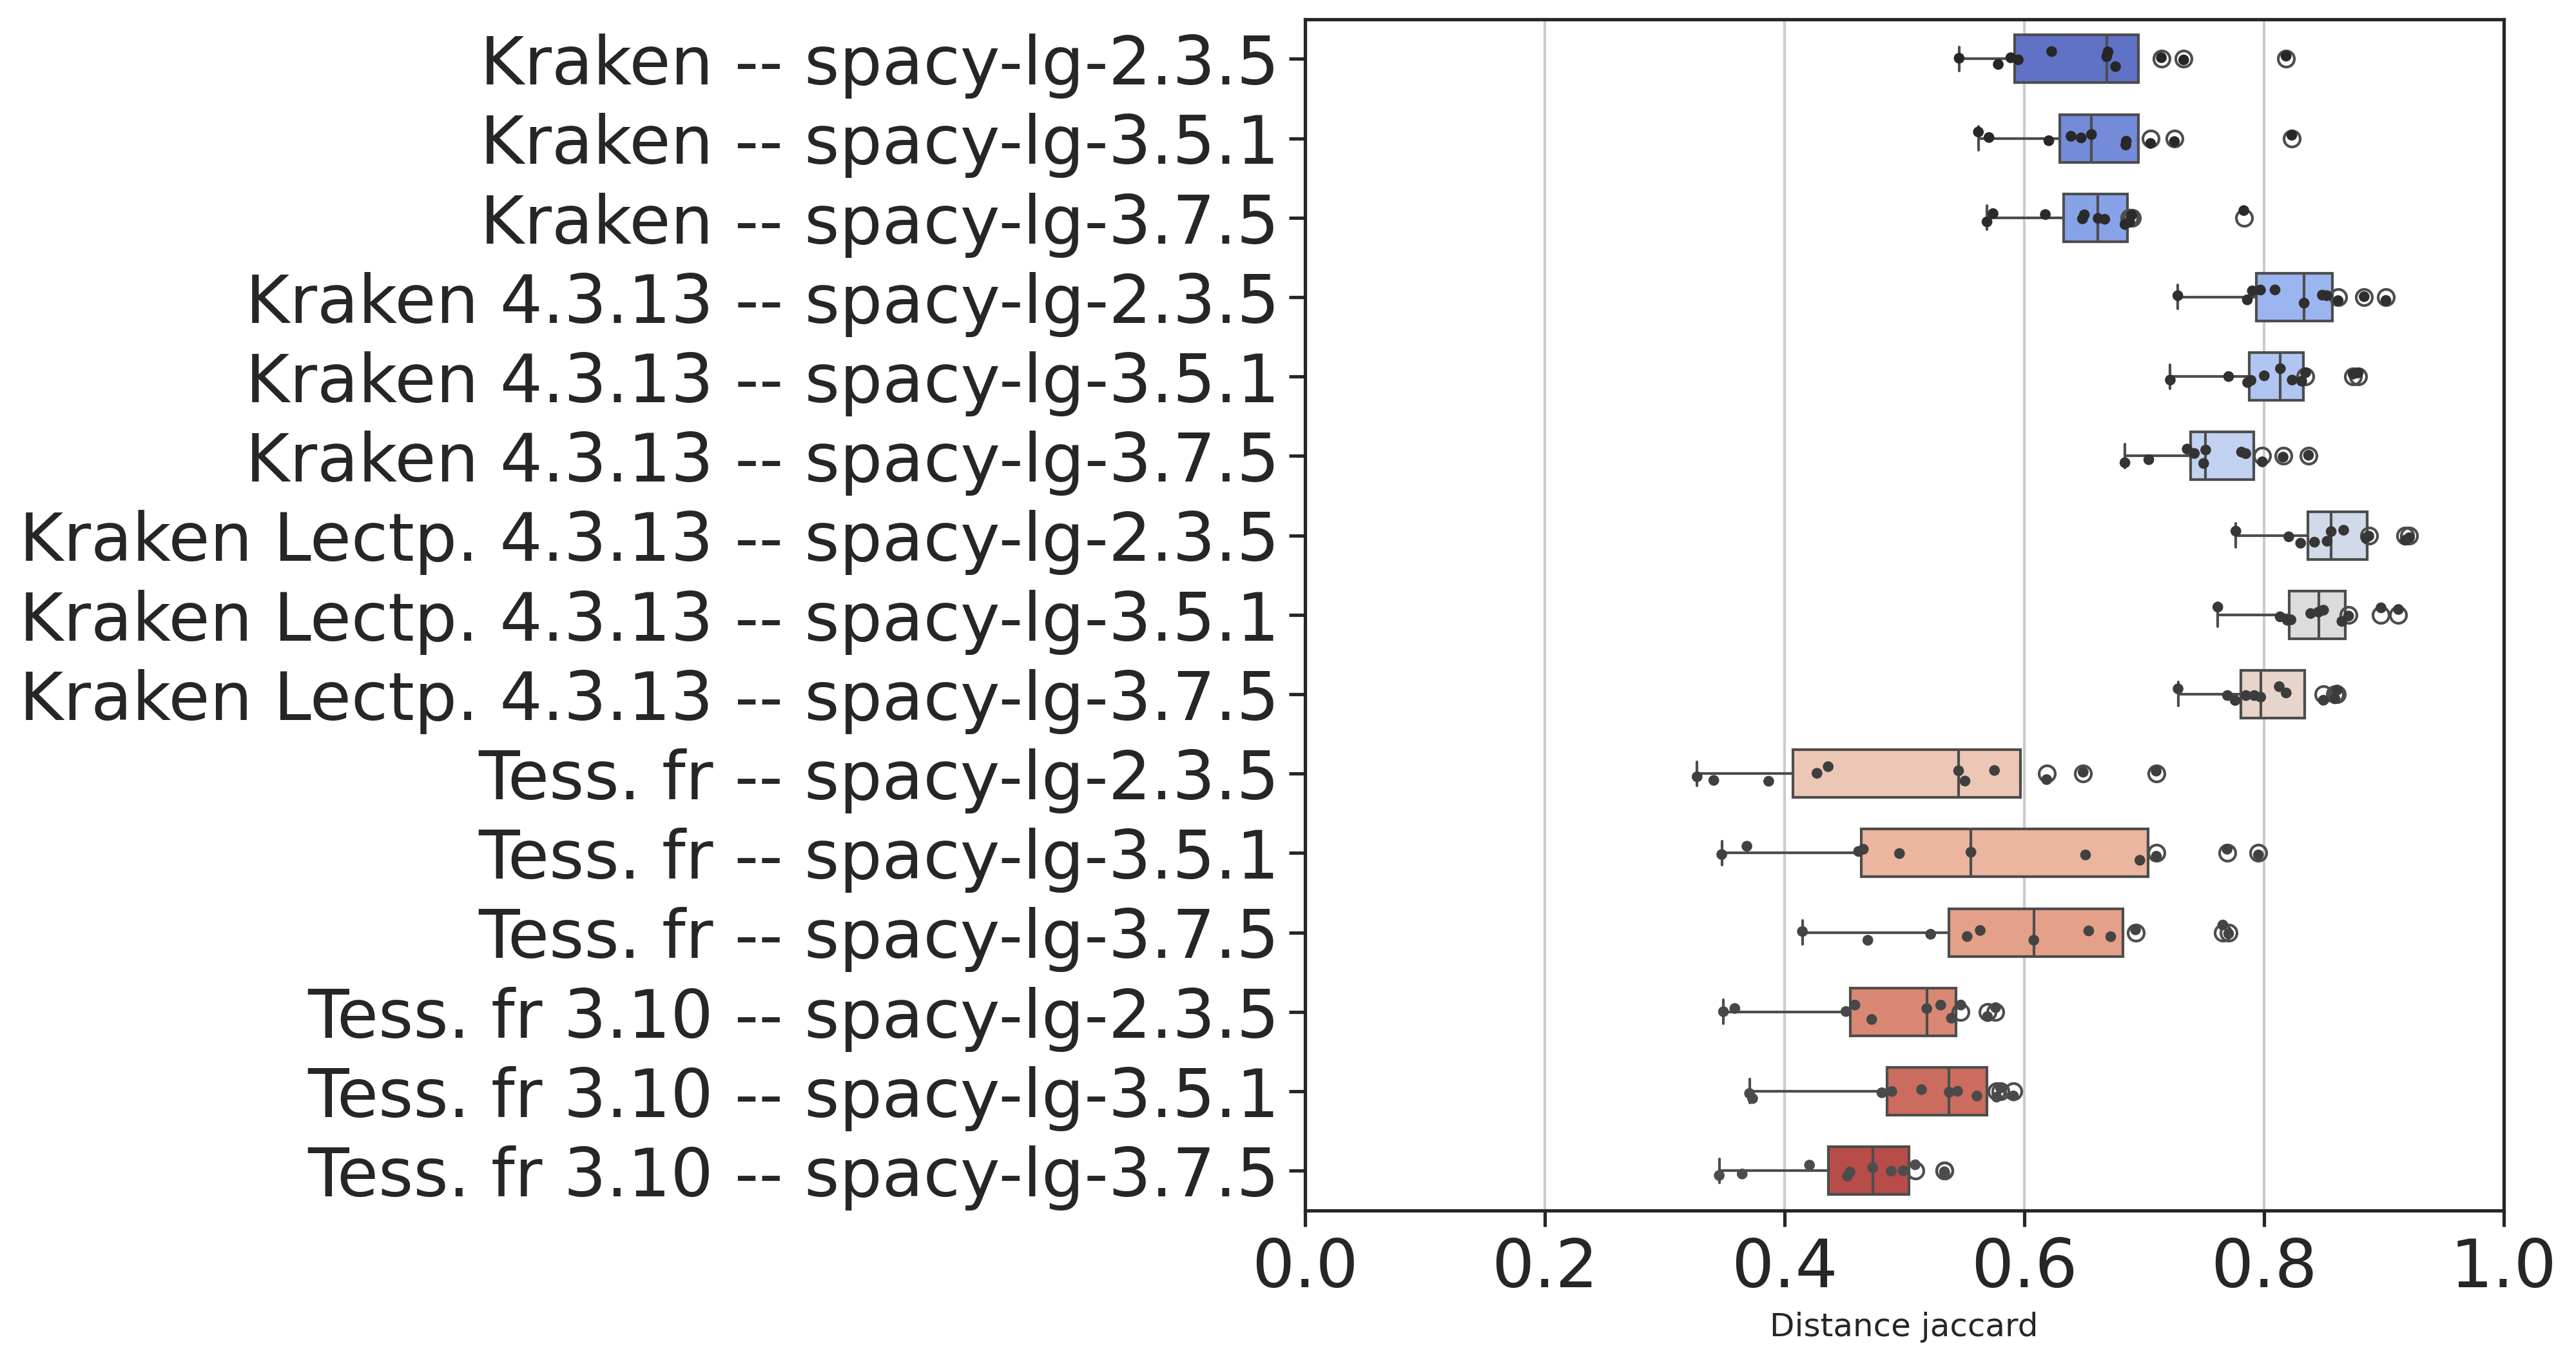 Kraken -- spacy-lg-2.3.5
Kraken -- spacy-lg-3.5.1
Kraken -- spacy-lg-3.7.5
Kraken 4.3.13 -- spacy-lg-2.3.5
Kraken 4.3.13 -- spacy-lg-3.5.1
Kraken 4.3.13 -- spacy-lg-3.7.5
Kraken Lectp. 4.3.13 -- spacy-lg-2.3.5
Kraken Lectp. 4.3.13 -- spacy-lg-3.5.1
Kraken Lectp. 4.3.13 -- spacy-lg-3.7.5
Tess. fr -- spacy-lg-2.3.5
Tess. fr -- spacy-lg-3.5.1
Tess. fr -- spacy-lg-3.7.5
Tess. fr 3.10 -- spacy-lg-2.3.5
Tess. fr 3.10 -- spacy-lg-3.5.1
Tess. fr 3.10 -- spacy-lg-3.7.5
0.0 0.2 0.4 0.6 0.8 1.0
Distance jaccard